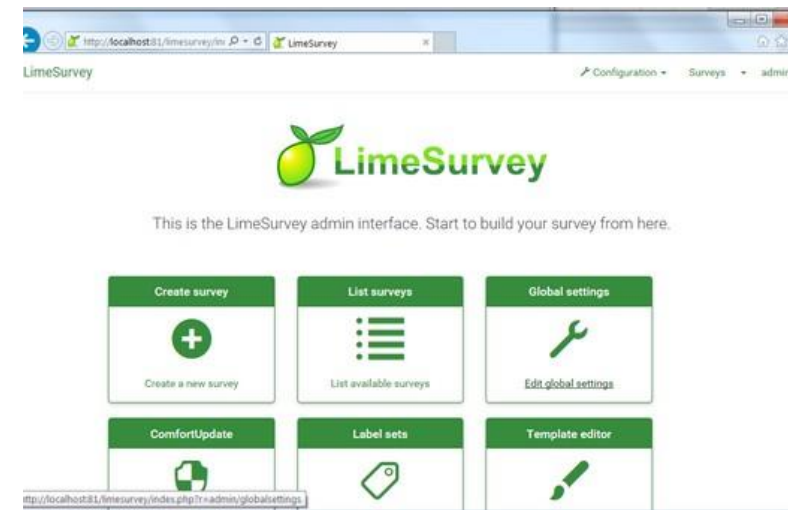 http://localhost:81/limesurvey/in
LimeSurvey
LimeSurvey
Configuration
Surveys
admin
LimeSurvey
This is the LimeSurvey admin interface. Start to build your survey from here.
Create survey
List surveys
Global settings
Create a new survey
List available surveys
Edit global settings
ComfortUpdate
Label sets
Template editor
http://localhost:81/limesurvey/index.php?r=admin/globalsettings